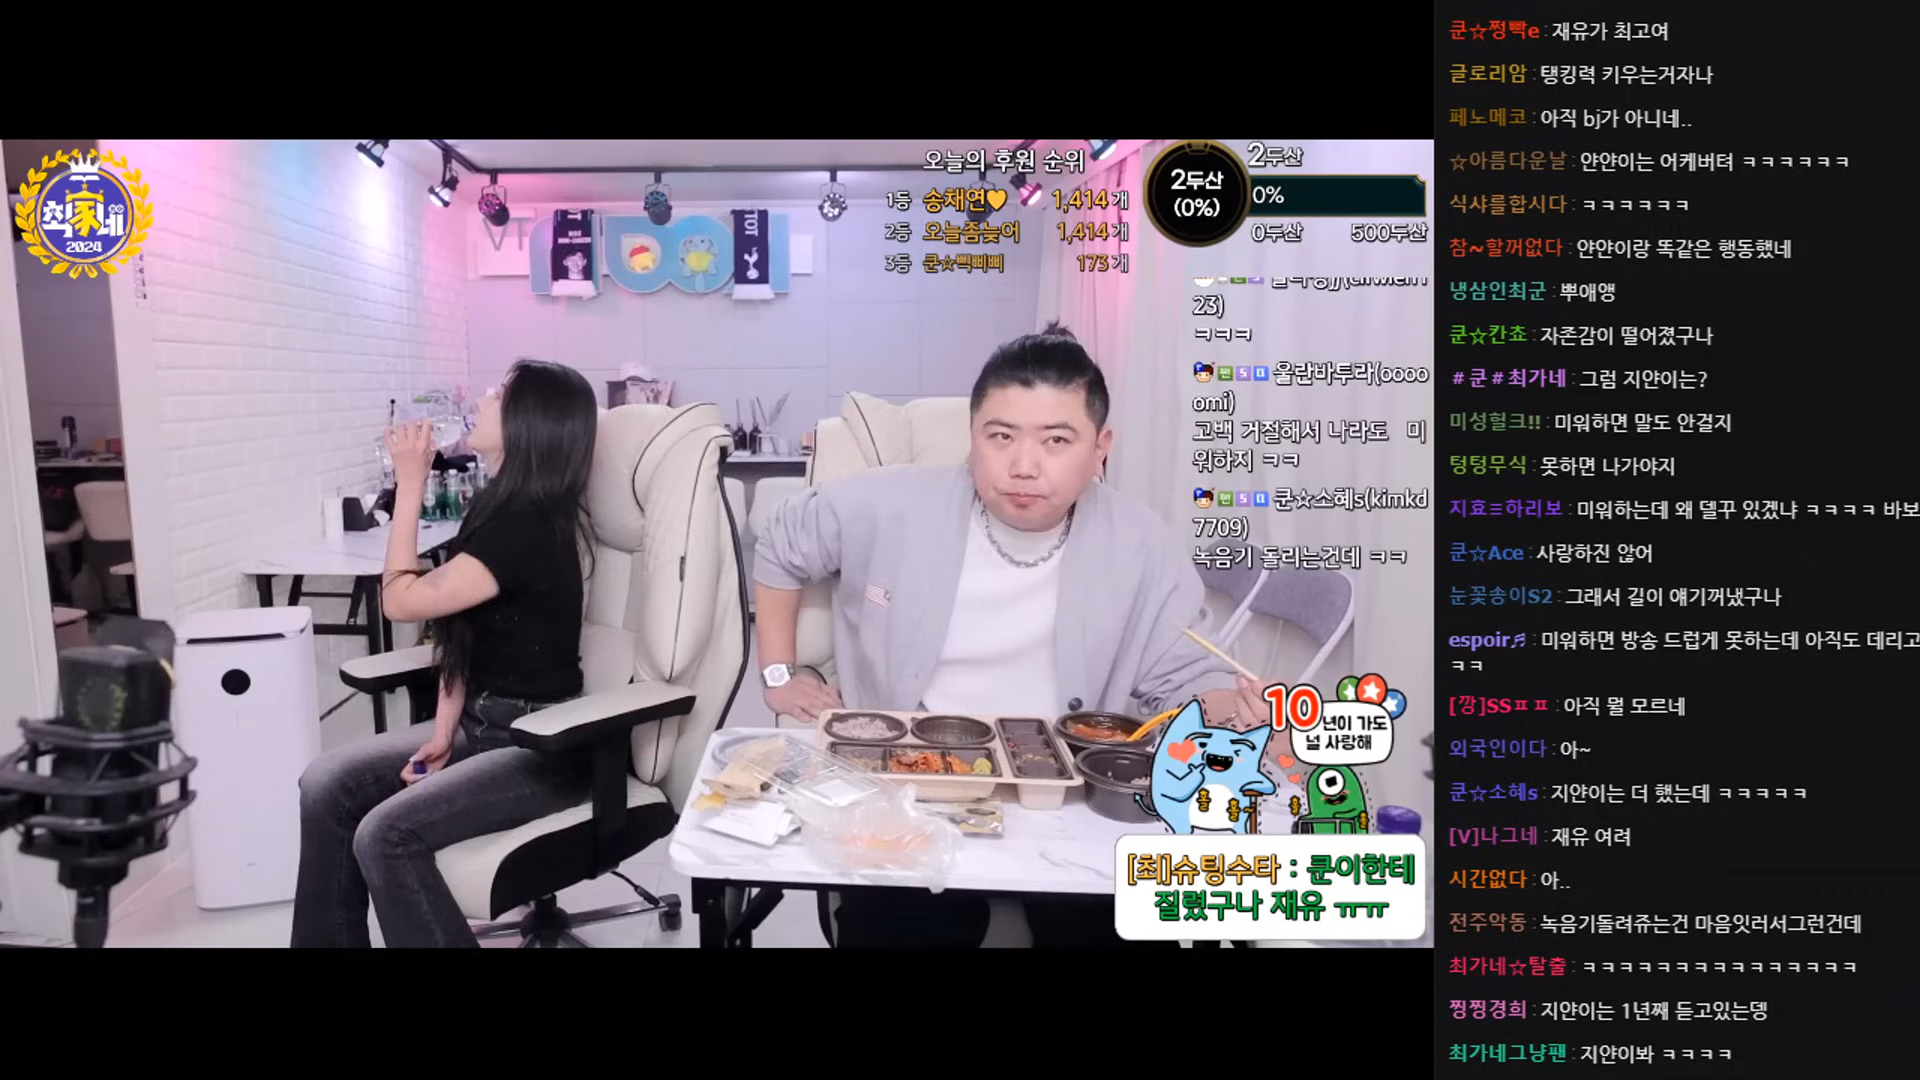 최家네
2024
TOT
TOT
오늘의 후원 순위
1등 송채연🧡 1,414개
2등 오늘좀늦어 1,414개
3등 쿤☆삑삐삐 173개
2두산
(0%)
2두산
0%
0두산 500두산
23)
ㅋㅋㅋ
울란바투라(oooo
omi)
고백 거절해서 나라도 미
워하지 ㅋㅋ
쿤☆소혜s(kimkd
7709)
녹음기 돌리는건데 ㅋㅋ
10년이 가도
널 사랑해
홀 홀~
홀
홀
[최]슈팅수타 : 쿤이한테
질렸구나 재유 ㅠㅠ
쿤☆쩡빡e : 재유가 최고여
글로리암 : 탱킹력 키우는거자나
페노메코 : 아직 bj가 아니네..
☆아름다운날 : 얀얀이는 어케버텨 ㅋㅋㅋㅋㅋㅋ
식샤를합시다 : ㅋㅋㅋㅋㅋㅋ
참~할꺼없다 : 얀얀이랑 똑같은 행동했네
냉삼인최군 : 뿌애앵
쿤☆칸쵸 : 자존감이 떨어졌구나
#쿤#최가네 : 그럼 지얀이는?
미성헐크!! : 미워하면 말도 안걸지
텅텅무식 : 못하면 나가야지
지효≡하리보 : 미워하는데 왜 델꾸 있겠냐 ㅋㅋㅋㅋ 바보
쿤☆Ace : 사랑하진 않어
눈꽃송이S2 : 그래서 길이 얘기꺼냈구나
espoir♬ : 미워하면 방송 드럽게 못하는데 아직도 데리고
ㅋㅋ
[깡]SSㅍㅍ : 아직 뭘 모르네
외국인이다 : 아~
쿤☆소혜s : 지얀이는 더 했는데 ㅋㅋㅋㅋㅋ
[V]나그네 : 재유 여려
시간없다 : 아..
전주악동 : 녹음기돌려쥬는건 마음잇러서그런건데
최가네☆탈출 : ㅋㅋㅋㅋㅋㅋㅋㅋㅋㅋㅋㅋㅋㅋㅋ
찡찡경희 : 지얀이는 1년째 듣고있는뎅
최가네그냥팬 : 지얀이봐 ㅋㅋㅋㅋ